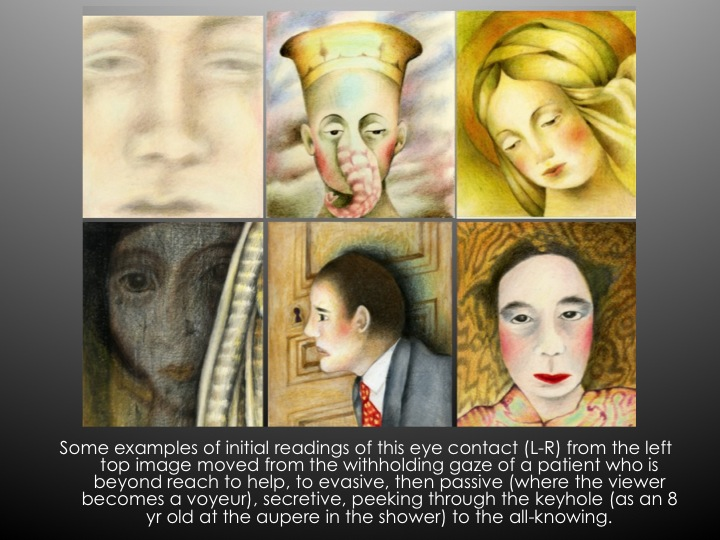 Some examples of initial readings of this eye contact (L-R) from the left
top image moved from the withholding gaze of a patient who is
beyond reach to help, to evasive, then passive (where the viewer
becomes a voyeur), secretive, peeking through the keyhole (as an 8
yr old at the aupere in the shower) to the all-knowing.